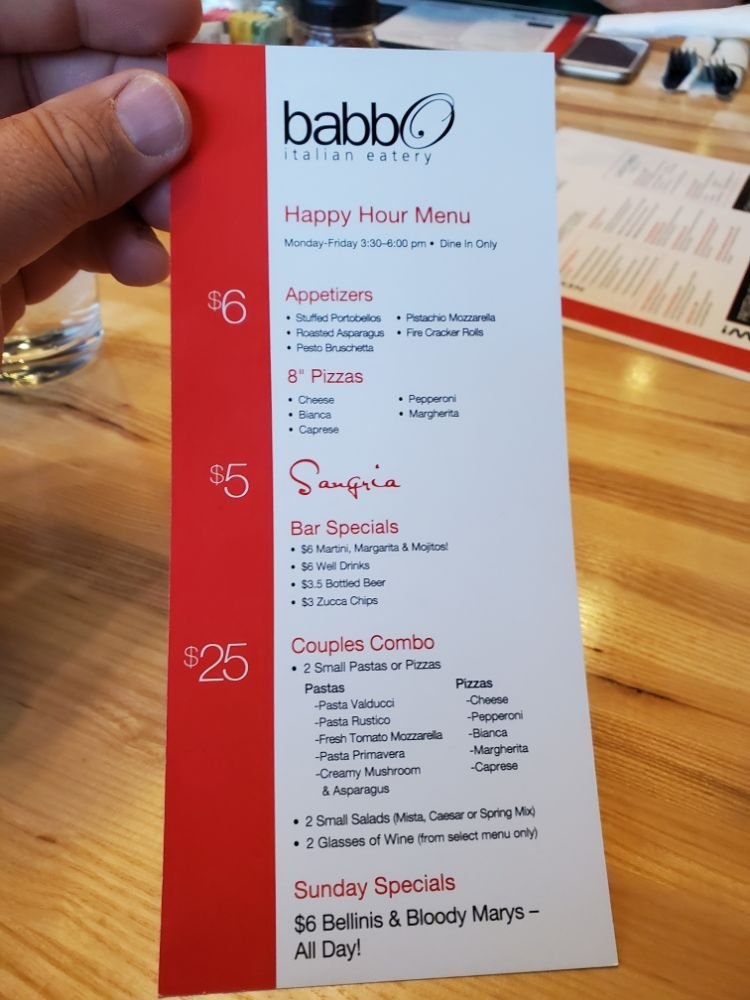 babbo
italian eatery
Happy Hour Menu
Monday-Friday 3:30–6:00 pm • Dine In Only
$6
Appetizers
• Stuffed Portobellos • Pistachio Mozzarella
• Roasted Asparagus • Fire Cracker Rolls
• Pesto Bruschetta
8" Pizzas
• Cheese • Pepperoni
• Bianca • Margherita
• Caprese
$5 Sangria
Bar Specials
• $6 Martini, Margarita & Mojitos!
• $6 Well Drinks
• $3.5 Bottled Beer
• $3 Zucca Chips
$25 Couples Combo
• 2 Small Pastas or Pizzas
Pastas
-Pasta Valducci
-Pasta Rustico
-Fresh Tomato Mozzarella
-Pasta Primavera
-Creamy Mushroom
& Asparagus
Pizzas
-Cheese
-Pepperoni
-Bianca
-Margherita
-Caprese
• 2 Small Salads (Mista, Caesar or Spring Mix)
• 2 Glasses of Wine (from select menu only)
Sunday Specials
$6 Bellinis & Bloody Marys –
All Day!